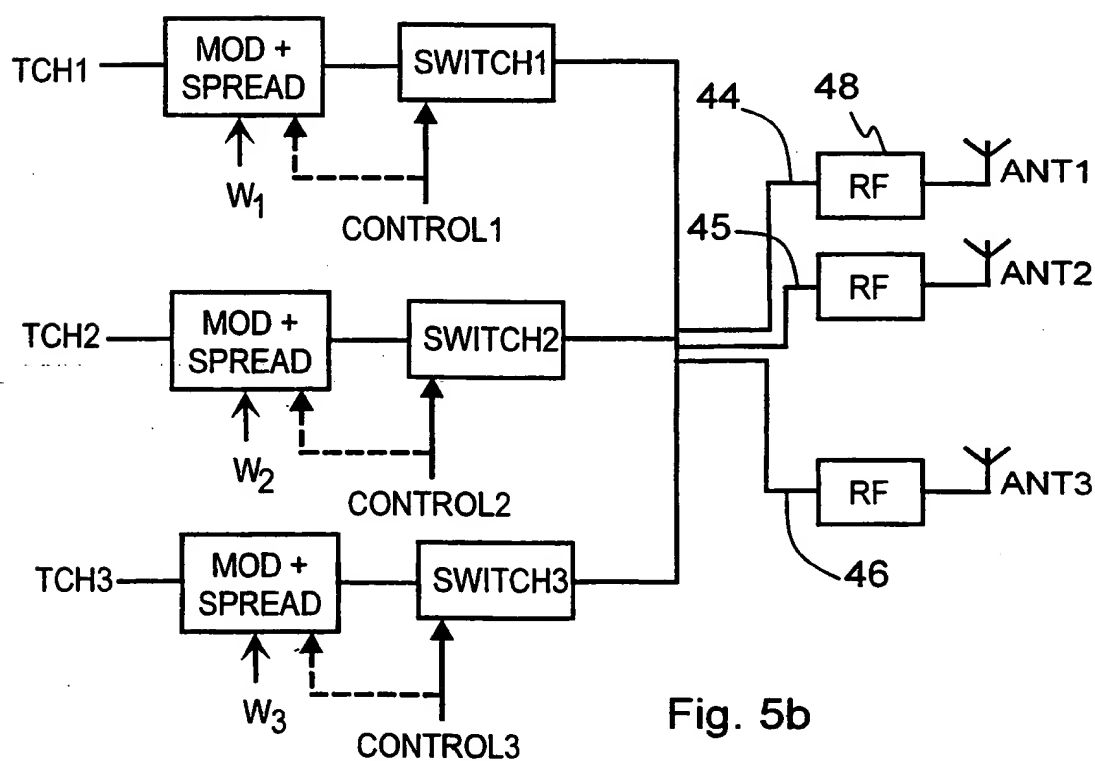 TCH1
MOD +
SPREAD
SWITCH1
W1
CONTROL1
44
48
RF
ANT1
45
RF
ANT2
TCH2
MOD +
SPREAD
SWITCH2
W2
CONTROL2
RF
ANT3
46
TCH3
MOD +
SPREAD
SWITCH3
W3
CONTROL3
Fig. 5b